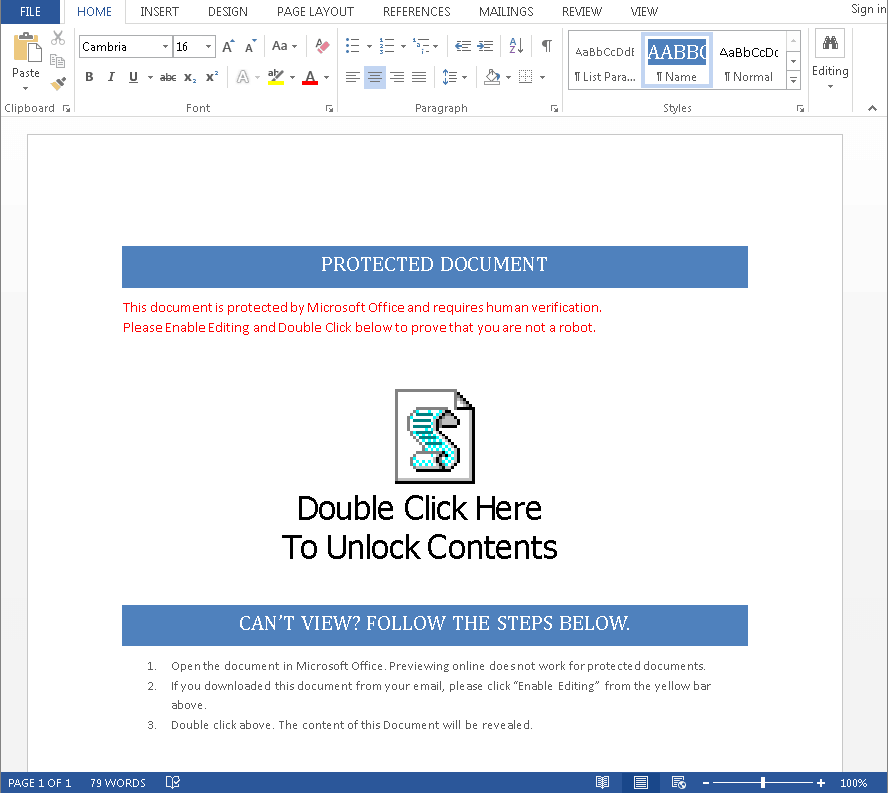 FILE HOME INSERT DESIGN PAGE LAYOUT REFERENCES MAILINGS REVIEW VIEW Sign in
Cambria 16 Aa
AaBbCcDdE AABBC AaBbCcDc
Paste
B I U abc x₂ x² A A
¶ List Para... ¶ Name ¶ Normal
Editing
Clipboard Font Paragraph Styles
PROTECTED DOCUMENT
This document is protected by Microsoft Office and requires human verification.
Please Enable Editing and Double Click below to prove that you are not a robot.
Double Click Here
To Unlock Contents
CAN'T VIEW? FOLLOW THE STEPS BELOW.
1. Open the document in Microsoft Office. Previewing online does not work for protected documents.
2. If you downloaded this document from your email, please click “Enable Editing” from the yellow bar
above.
3. Double click above. The content of this Document will be revealed.
PAGE 1 OF 1 79 WORDS 100%